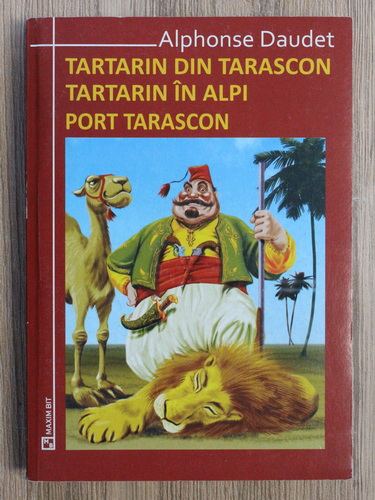 Alphonse Daudet
TARTARIN DIN TARASCON
TARTARIN ÎN ALPI
PORT TARASCON
MAXIM BIT